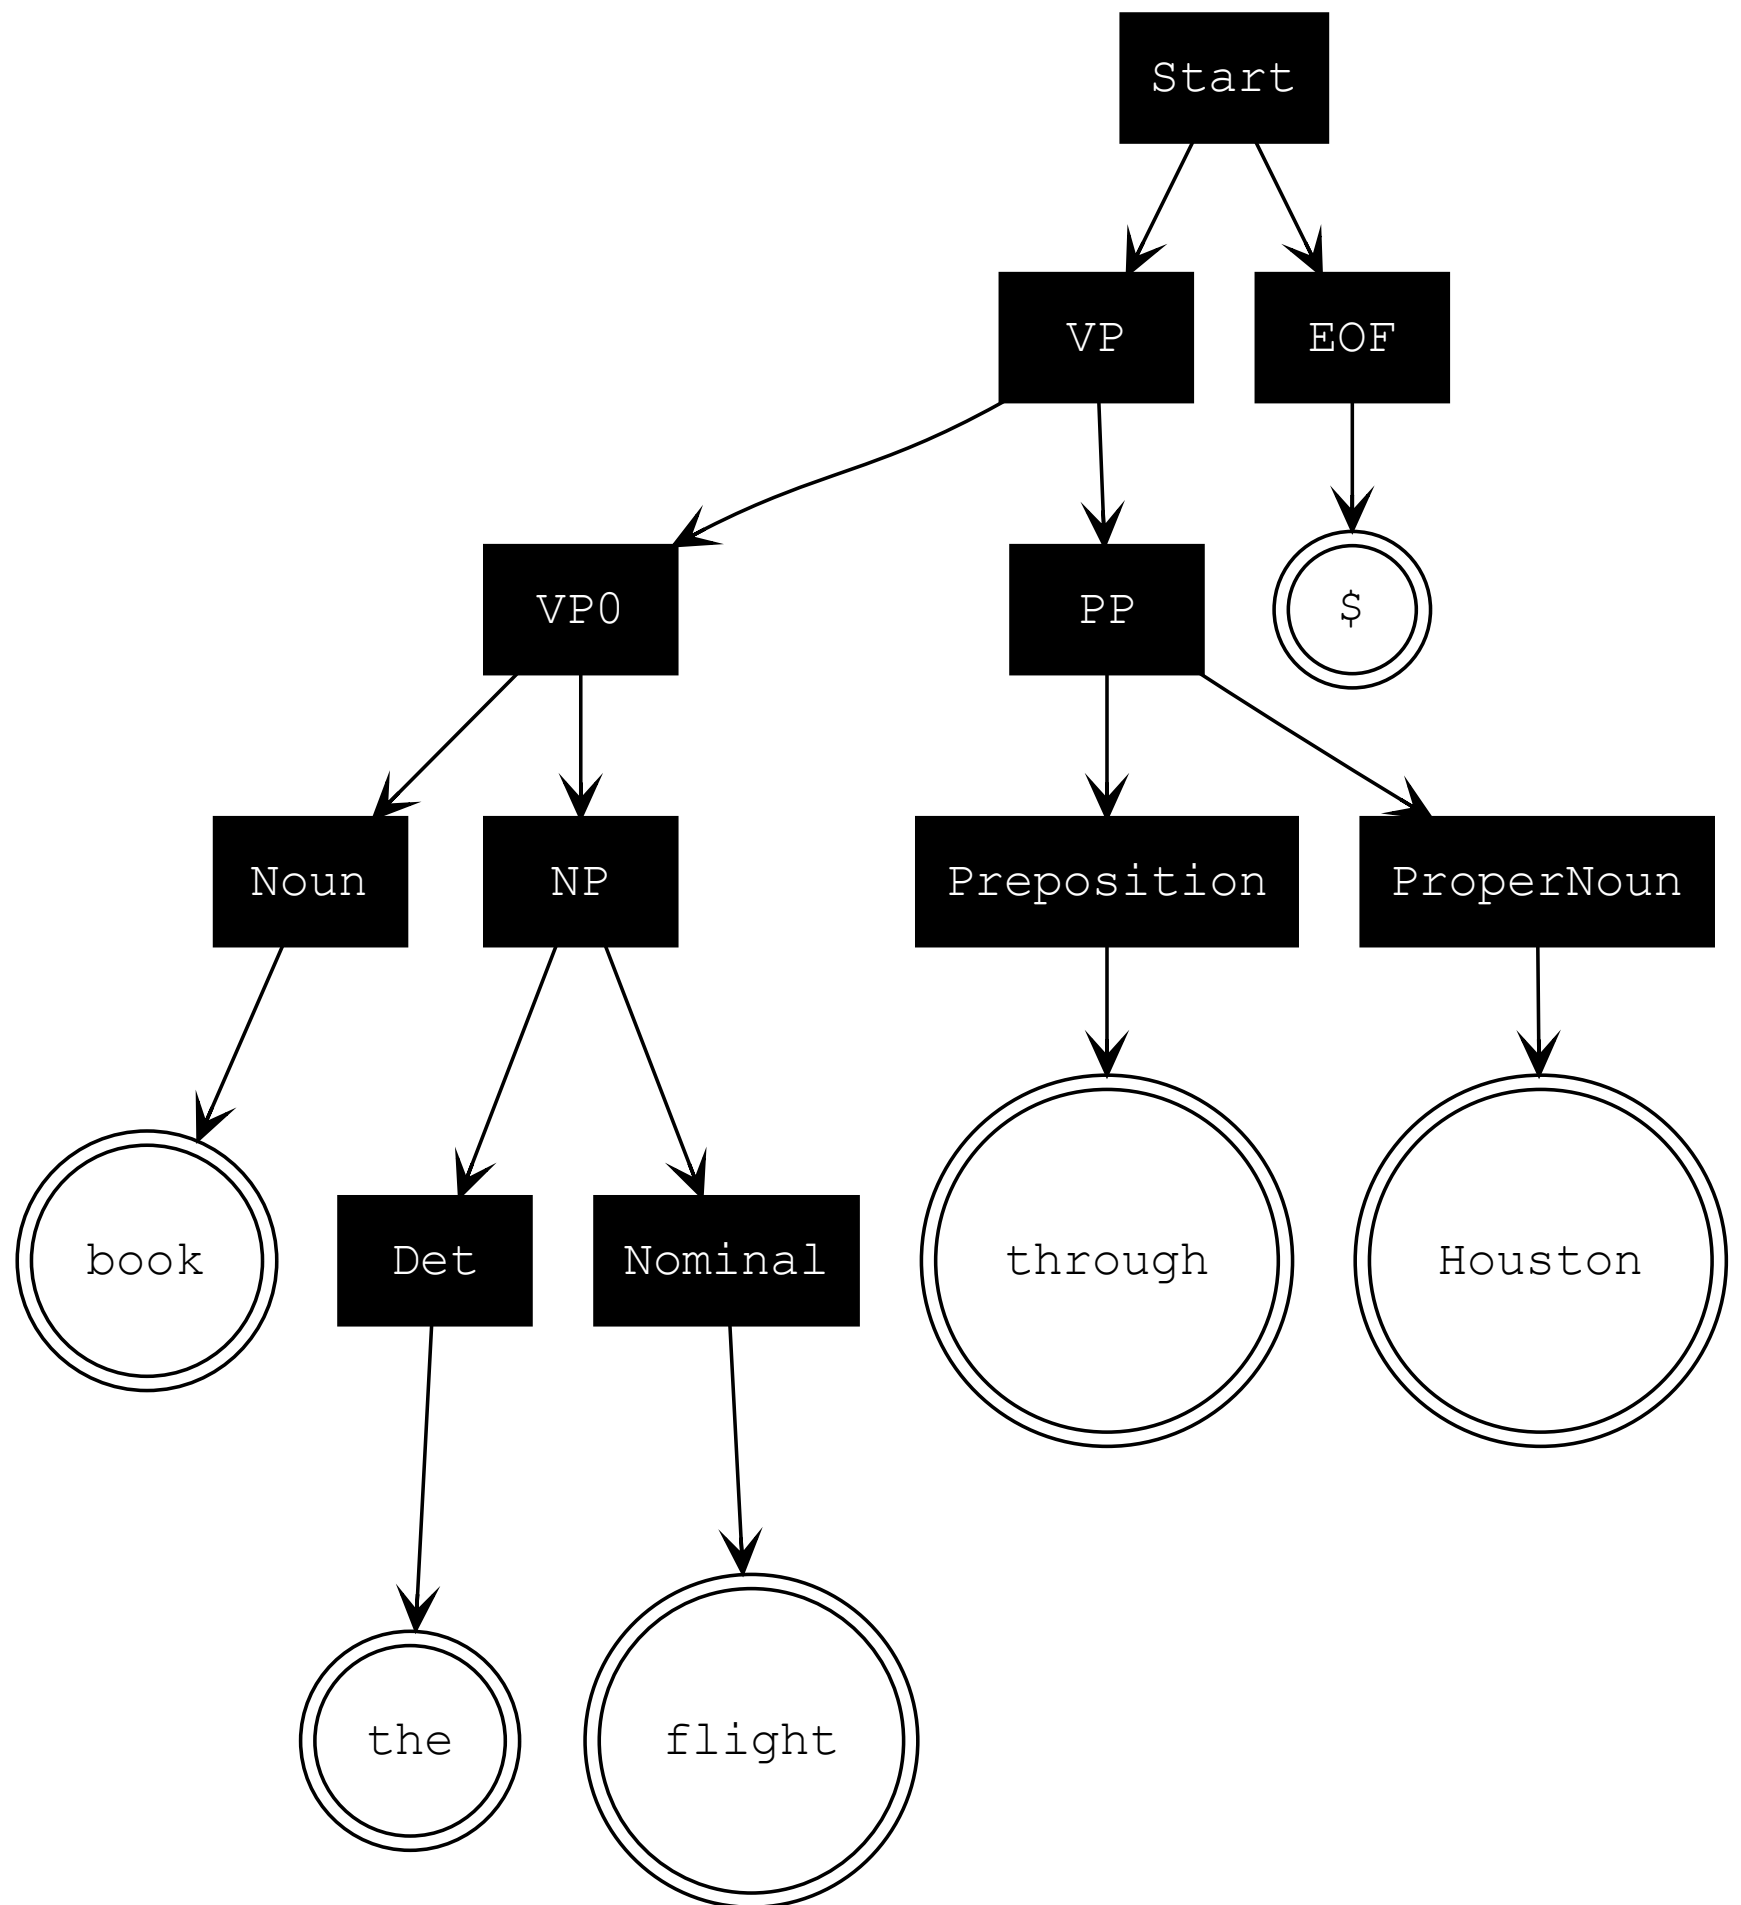 Start
VP
EOF
VP0
PP
$
Noun
NP
Preposition
ProperNoun
book
Det
Nominal
through
Houston
the
flight